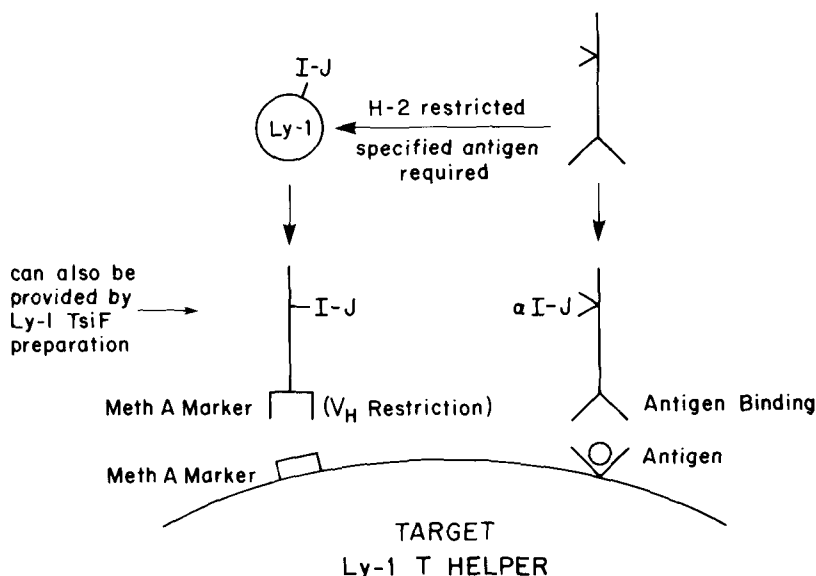 I-J
Ly-1
H-2 restricted
specified antigen
required
can also be
provided by
Ly-1 TsiF
preparation
I-J
α I-J
Meth A Marker
(VH Restriction)
Antigen Binding
Meth A Marker
Antigen
TARGET
Ly-1 T HELPER